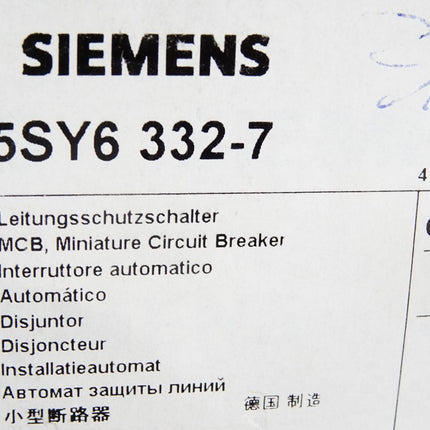 SIEMENS
5SY6 332-7
4
Leitungsschutzschalter
MCB, Miniature Circuit Breaker
Interruttore automatico
Automático
Disjuntor
Disjoncteur
Installatieautomat
Автомат защиты линий
小型断路器
德国 制造